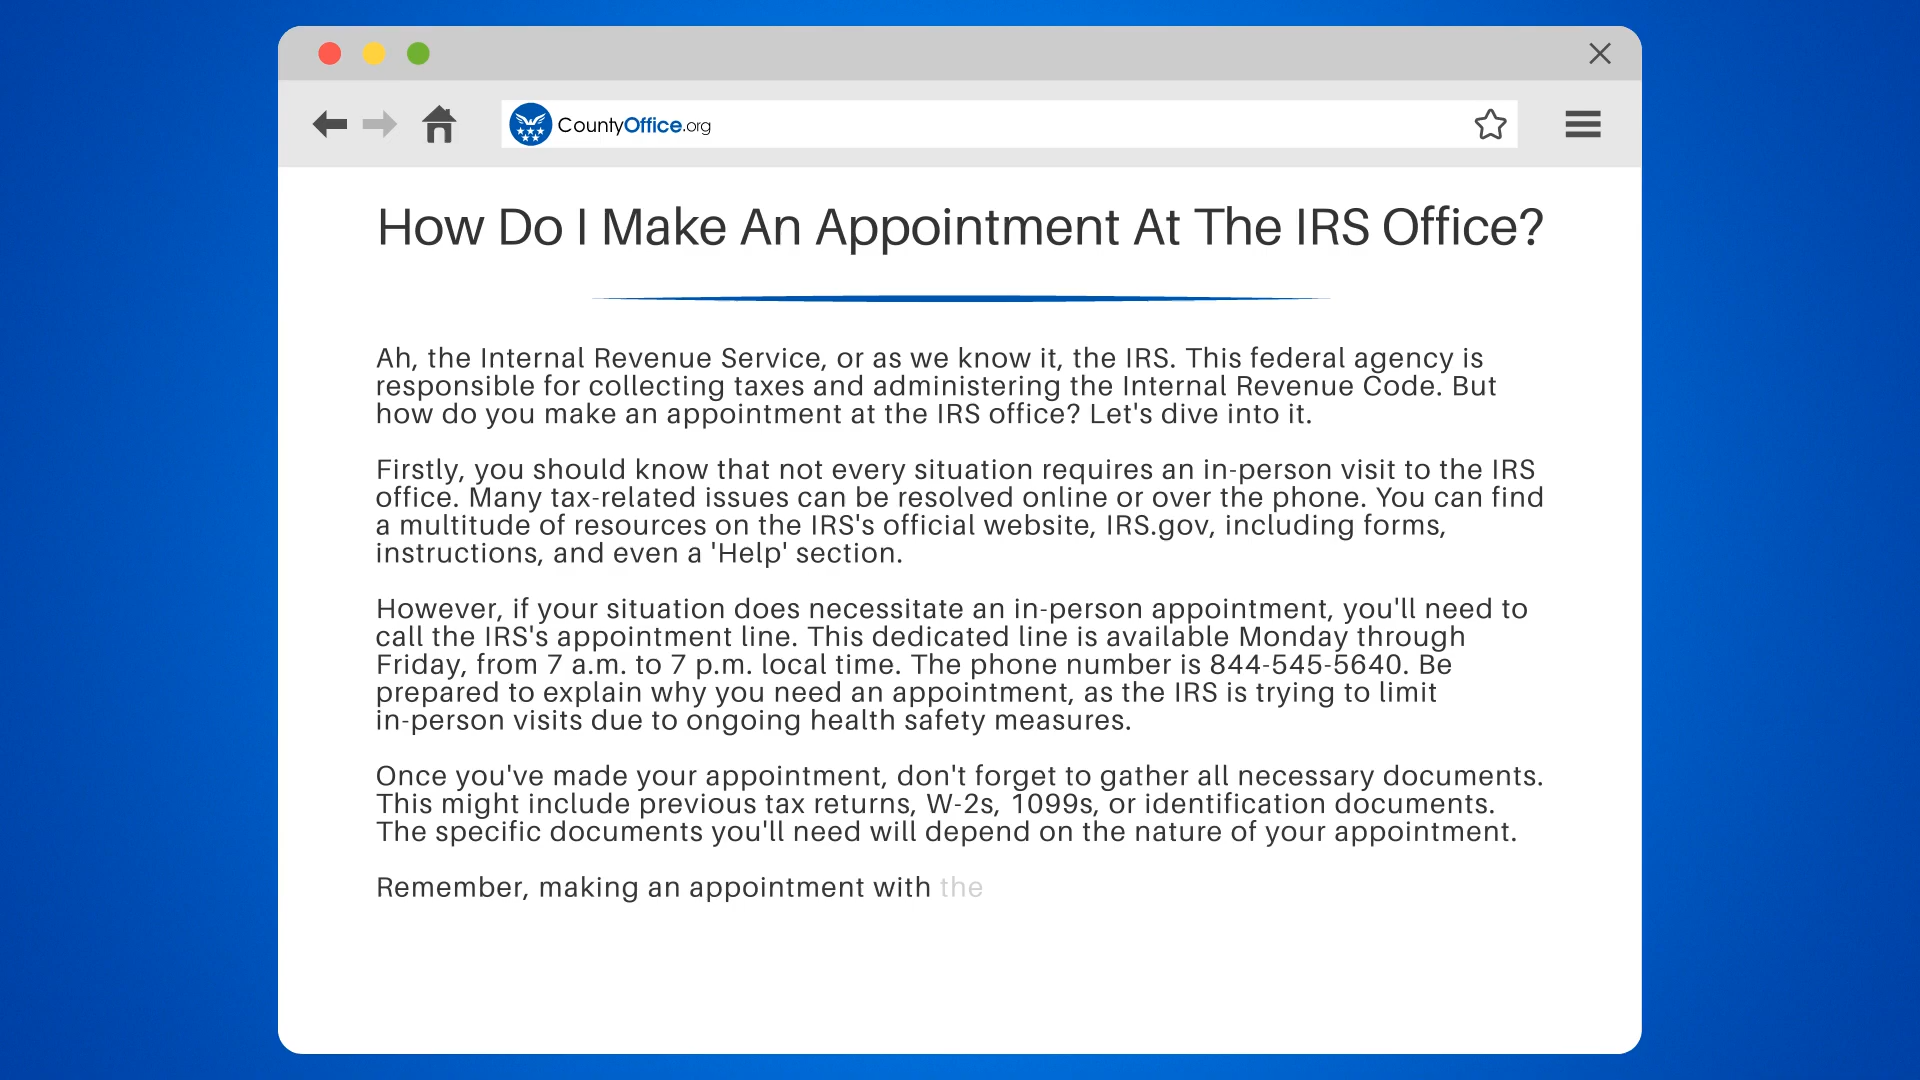 CountyOffice.org
How Do I Make An Appointment At The IRS Office?
Ah, the Internal Revenue Service, or as we know it, the IRS. This federal agency is
responsible for collecting taxes and administering the Internal Revenue Code. But
how do you make an appointment at the IRS office? Let's dive into it.
Firstly, you should know that not every situation requires an in-person visit to the IRS
office. Many tax-related issues can be resolved online or over the phone. You can find
a multitude of resources on the IRS's official website, IRS.gov, including forms,
instructions, and even a 'Help' section.
However, if your situation does necessitate an in-person appointment, you'll need to
call the IRS's appointment line. This dedicated line is available Monday through
Friday, from 7 a.m. to 7 p.m. local time. The phone number is 844-545-5640. Be
prepared to explain why you need an appointment, as the IRS is trying to limit
in-person visits due to ongoing health safety measures.
Once you've made your appointment, don't forget to gather all necessary documents.
This might include previous tax returns, W-2s, 1099s, or identification documents.
The specific documents you'll need will depend on the nature of your appointment.
Remember, making an appointment with the